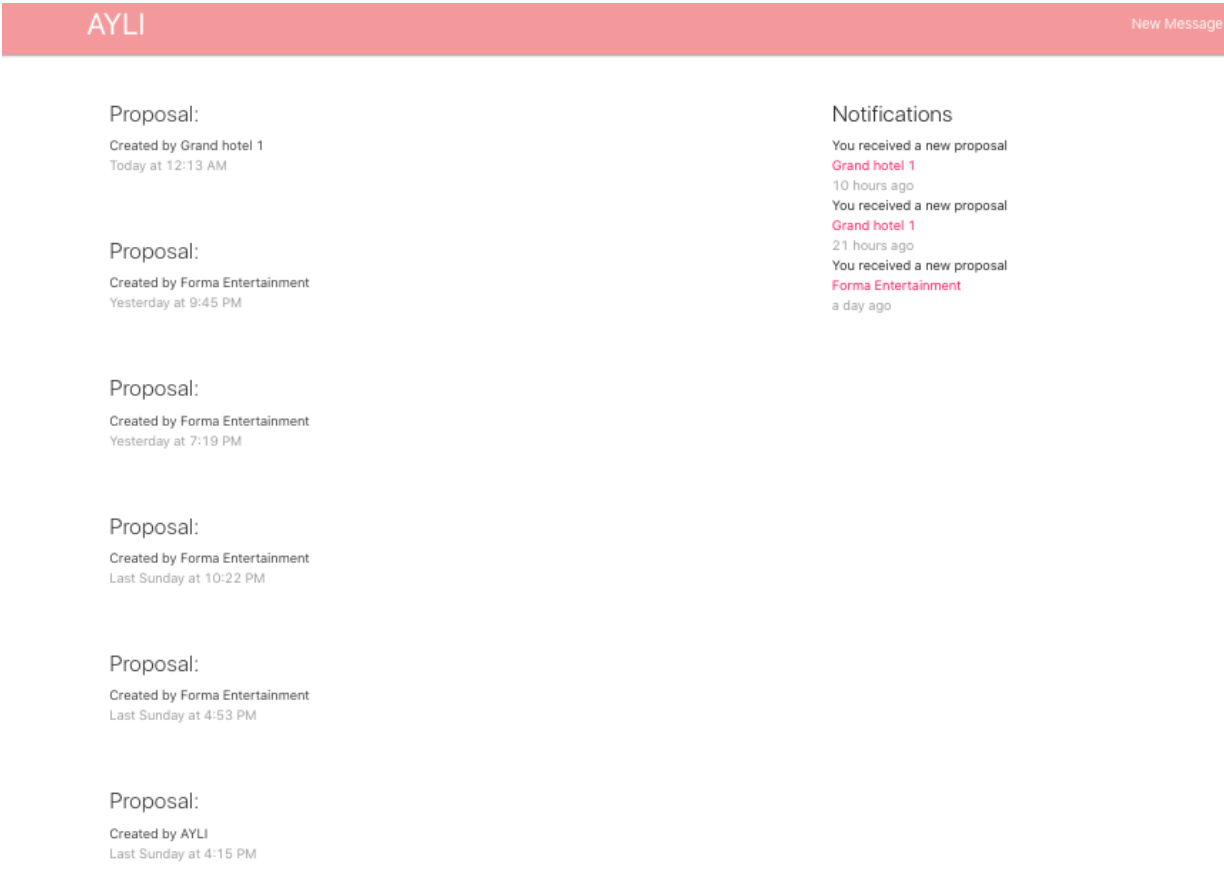 AYLI
New Message
Proposal:
Created by Grand hotel 1
Today at 12:13 AM
Proposal:
Created by Forma Entertainment
Yesterday at 9:45 PM
Proposal:
Created by Forma Entertainment
Yesterday at 7:19 PM
Proposal:
Created by Forma Entertainment
Last Sunday at 10:22 PM
Proposal:
Created by Forma Entertainment
Last Sunday at 4:53 PM
Proposal:
Created by AYLI
Last Sunday at 4:15 PM
Notifications
You received a new proposal
Grand hotel 1
10 hours ago
You received a new proposal
Grand hotel 1
21 hours ago
You received a new proposal
Forma Entertainment
a day ago